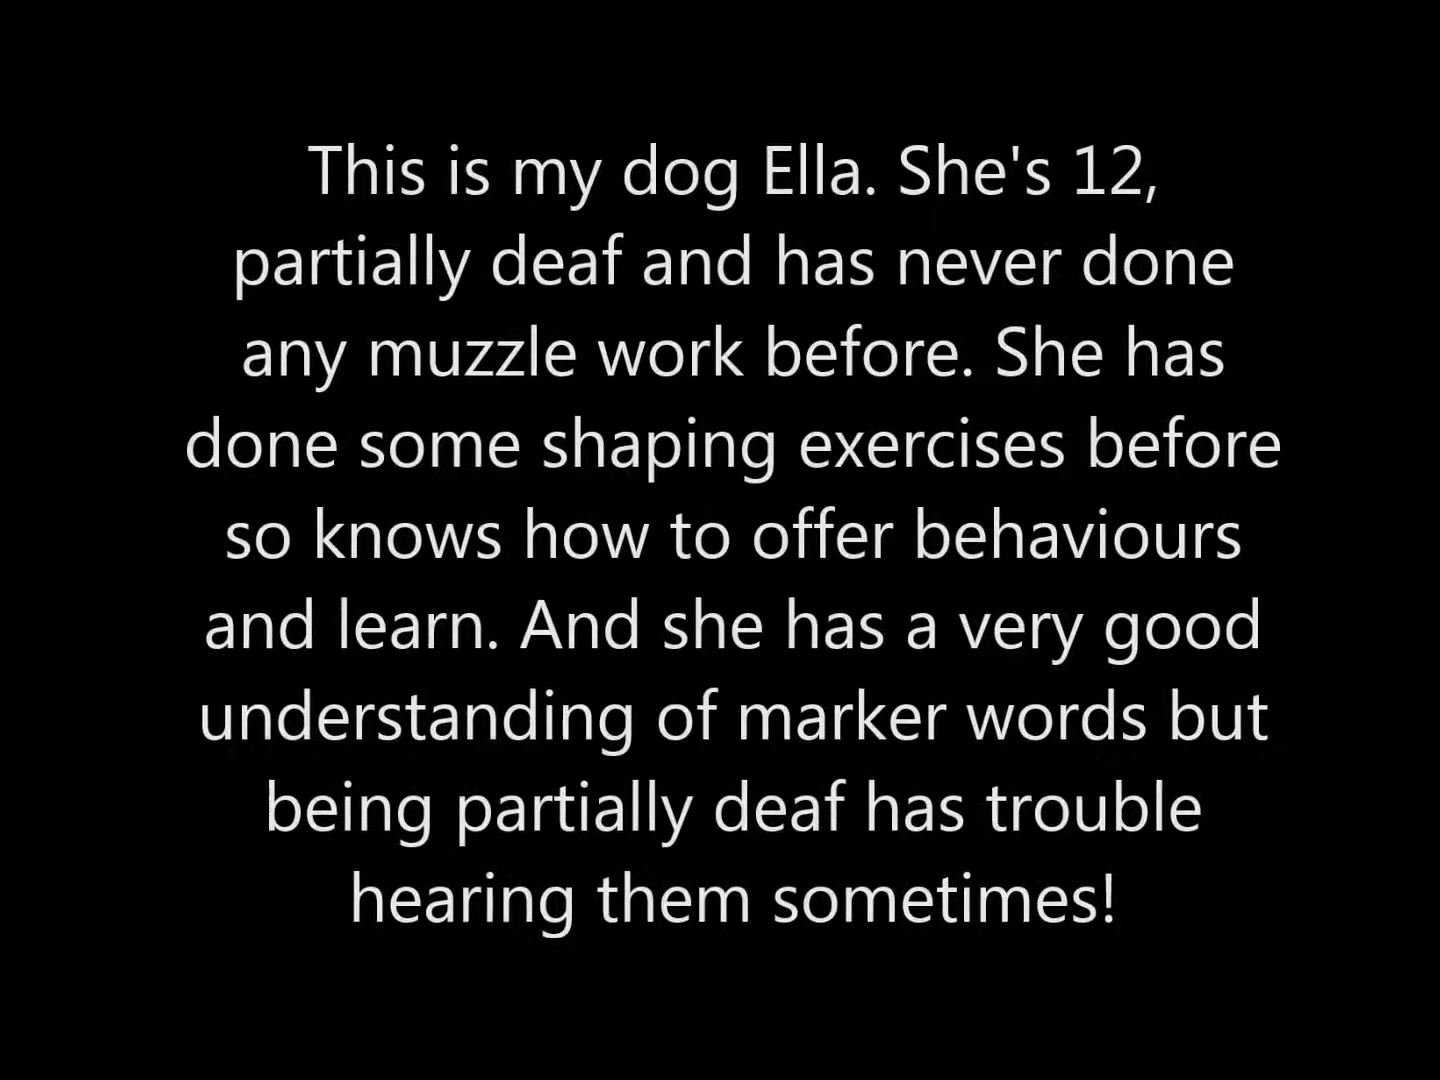 This is my dog Ella. She's 12,
partially deaf and has never done
any muzzle work before. She has
done some shaping exercises before
so knows how to offer behaviours
and learn. And she has a very good
understanding of marker words but
being partially deaf has trouble
hearing them sometimes!